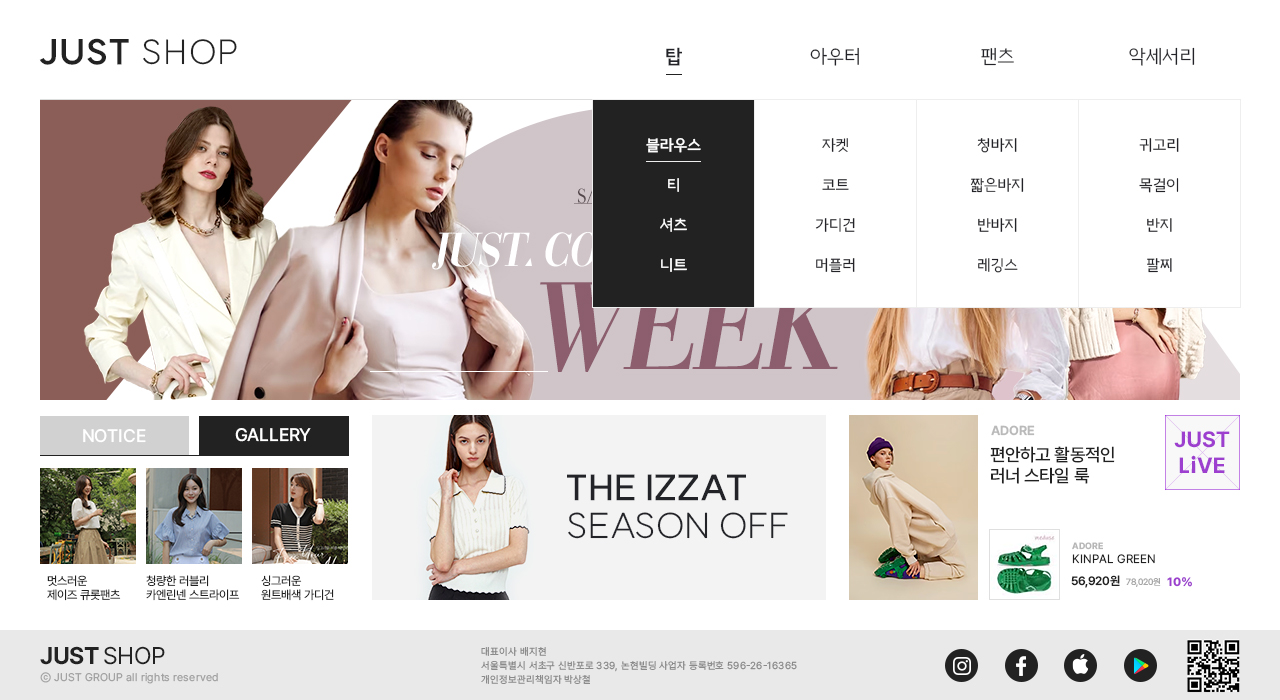 JUST SHOP
탑
아우터
팬츠
악세서리
블라우스
티
셔츠
니트
자켓
코트
가디건
머플러
청바지
짧은바지
반바지
레깅스
귀고리
목걸이
반지
팔찌
JUST. CO
WEEK
NOTICE
GALLERY
멋스러운
제이즈 큐롯팬츠
청량한 러블리
카엔린넨 스트라이프
싱그러운
원트배색 가디건
THE IZZAT
SEASON OFF
ADORE
편안하고 활동적인
러너 스타일 룩
JUST
LiVE
ADORE
KINPAL GREEN
56,920원 78,020원 10%
JUST SHOP
ⓒ JUST GROUP all rights reserved
대표이사 배지현
서울특별시 서초구 신반포로 339, 논현빌딩 사업자 등록번호 596-26-16365
개인정보관리책임자 박상철